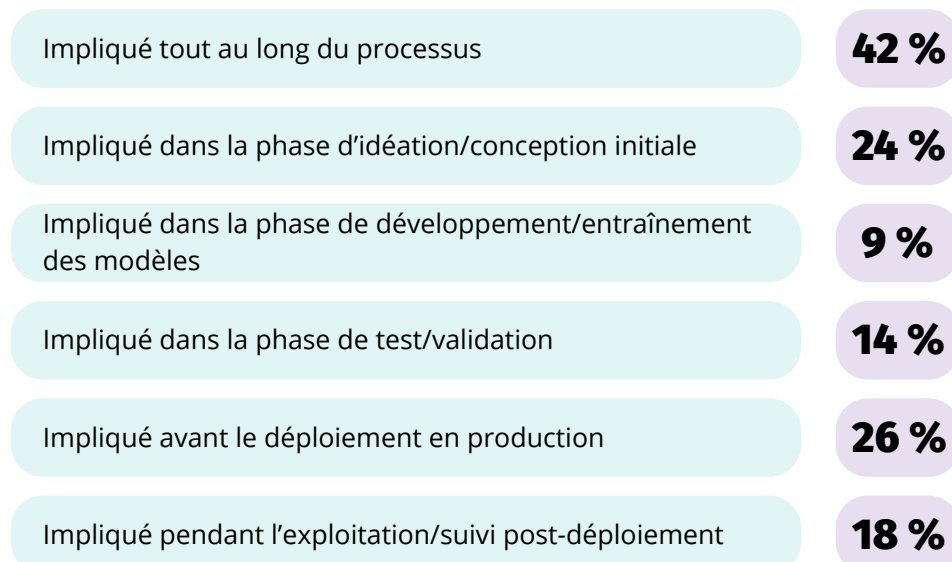 Impliqué tout au long du processus
42 %
Impliqué dans la phase d’idéation/conception initiale
24 %
Impliqué dans la phase de développement/entraînement
des modèles
9 %
Impliqué dans la phase de test/validation
14 %
Impliqué avant le déploiement en production
26 %
Impliqué pendant l’exploitation/suivi post-déploiement
18 %